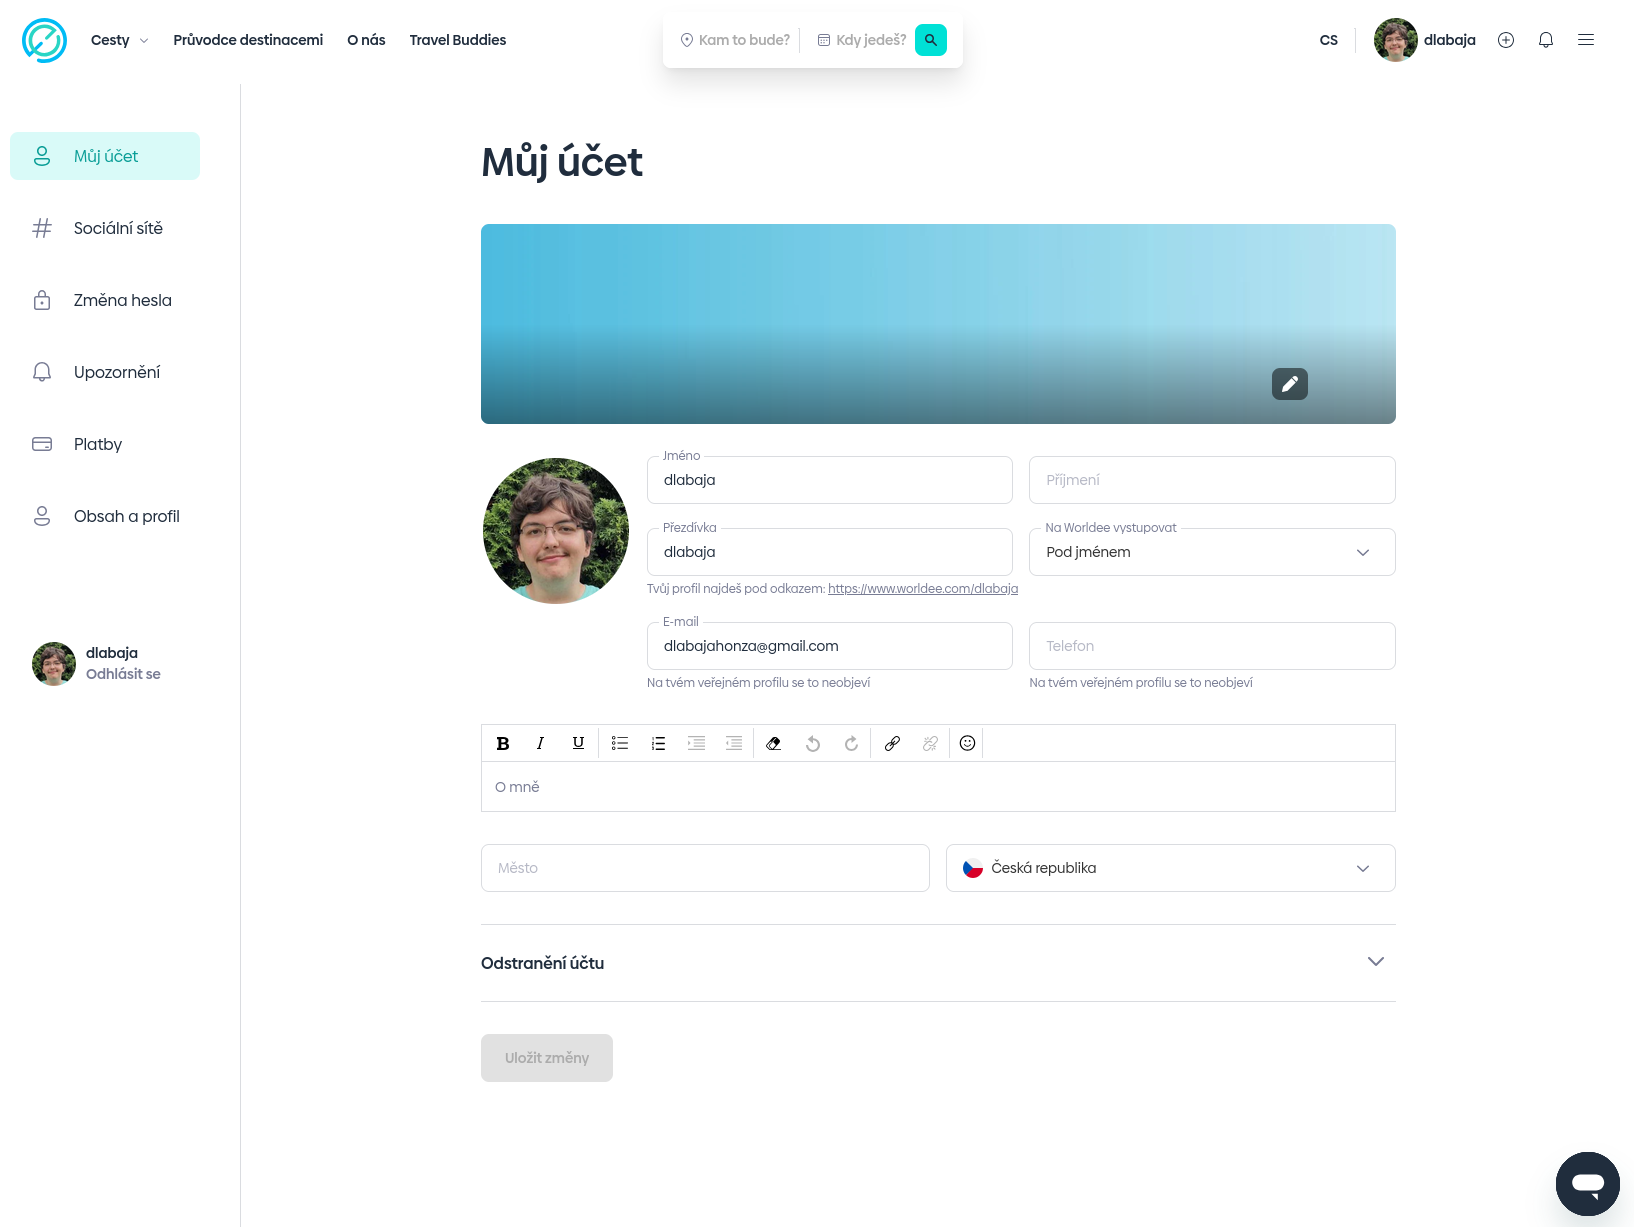 Cesty
Průvodce destinacemi
O nás
Travel Buddies
Kam to bude?
Kdy jedeš?
CS
dlabaja
Můj účet
Sociální sítě
Změna hesla
Upozornění
Platby
Obsah a profil
dlabaja
Odhlásit se
Můj účet
Jméno
dlabaja
Příjmení
Přezdívka
dlabaja
Na Worldee vystupovat
Pod jménem
Tvůj profil najdeš pod odkazem: https://www.worldee.com/dlabaja
E-mail
dlabajahonza@gmail.com
Telefon
Na tvém veřejném profilu se to neobjeví
Na tvém veřejném profilu se to neobjeví
B I U
O mně
Město
Česká republika
Odstranění účtu
Uložit změny